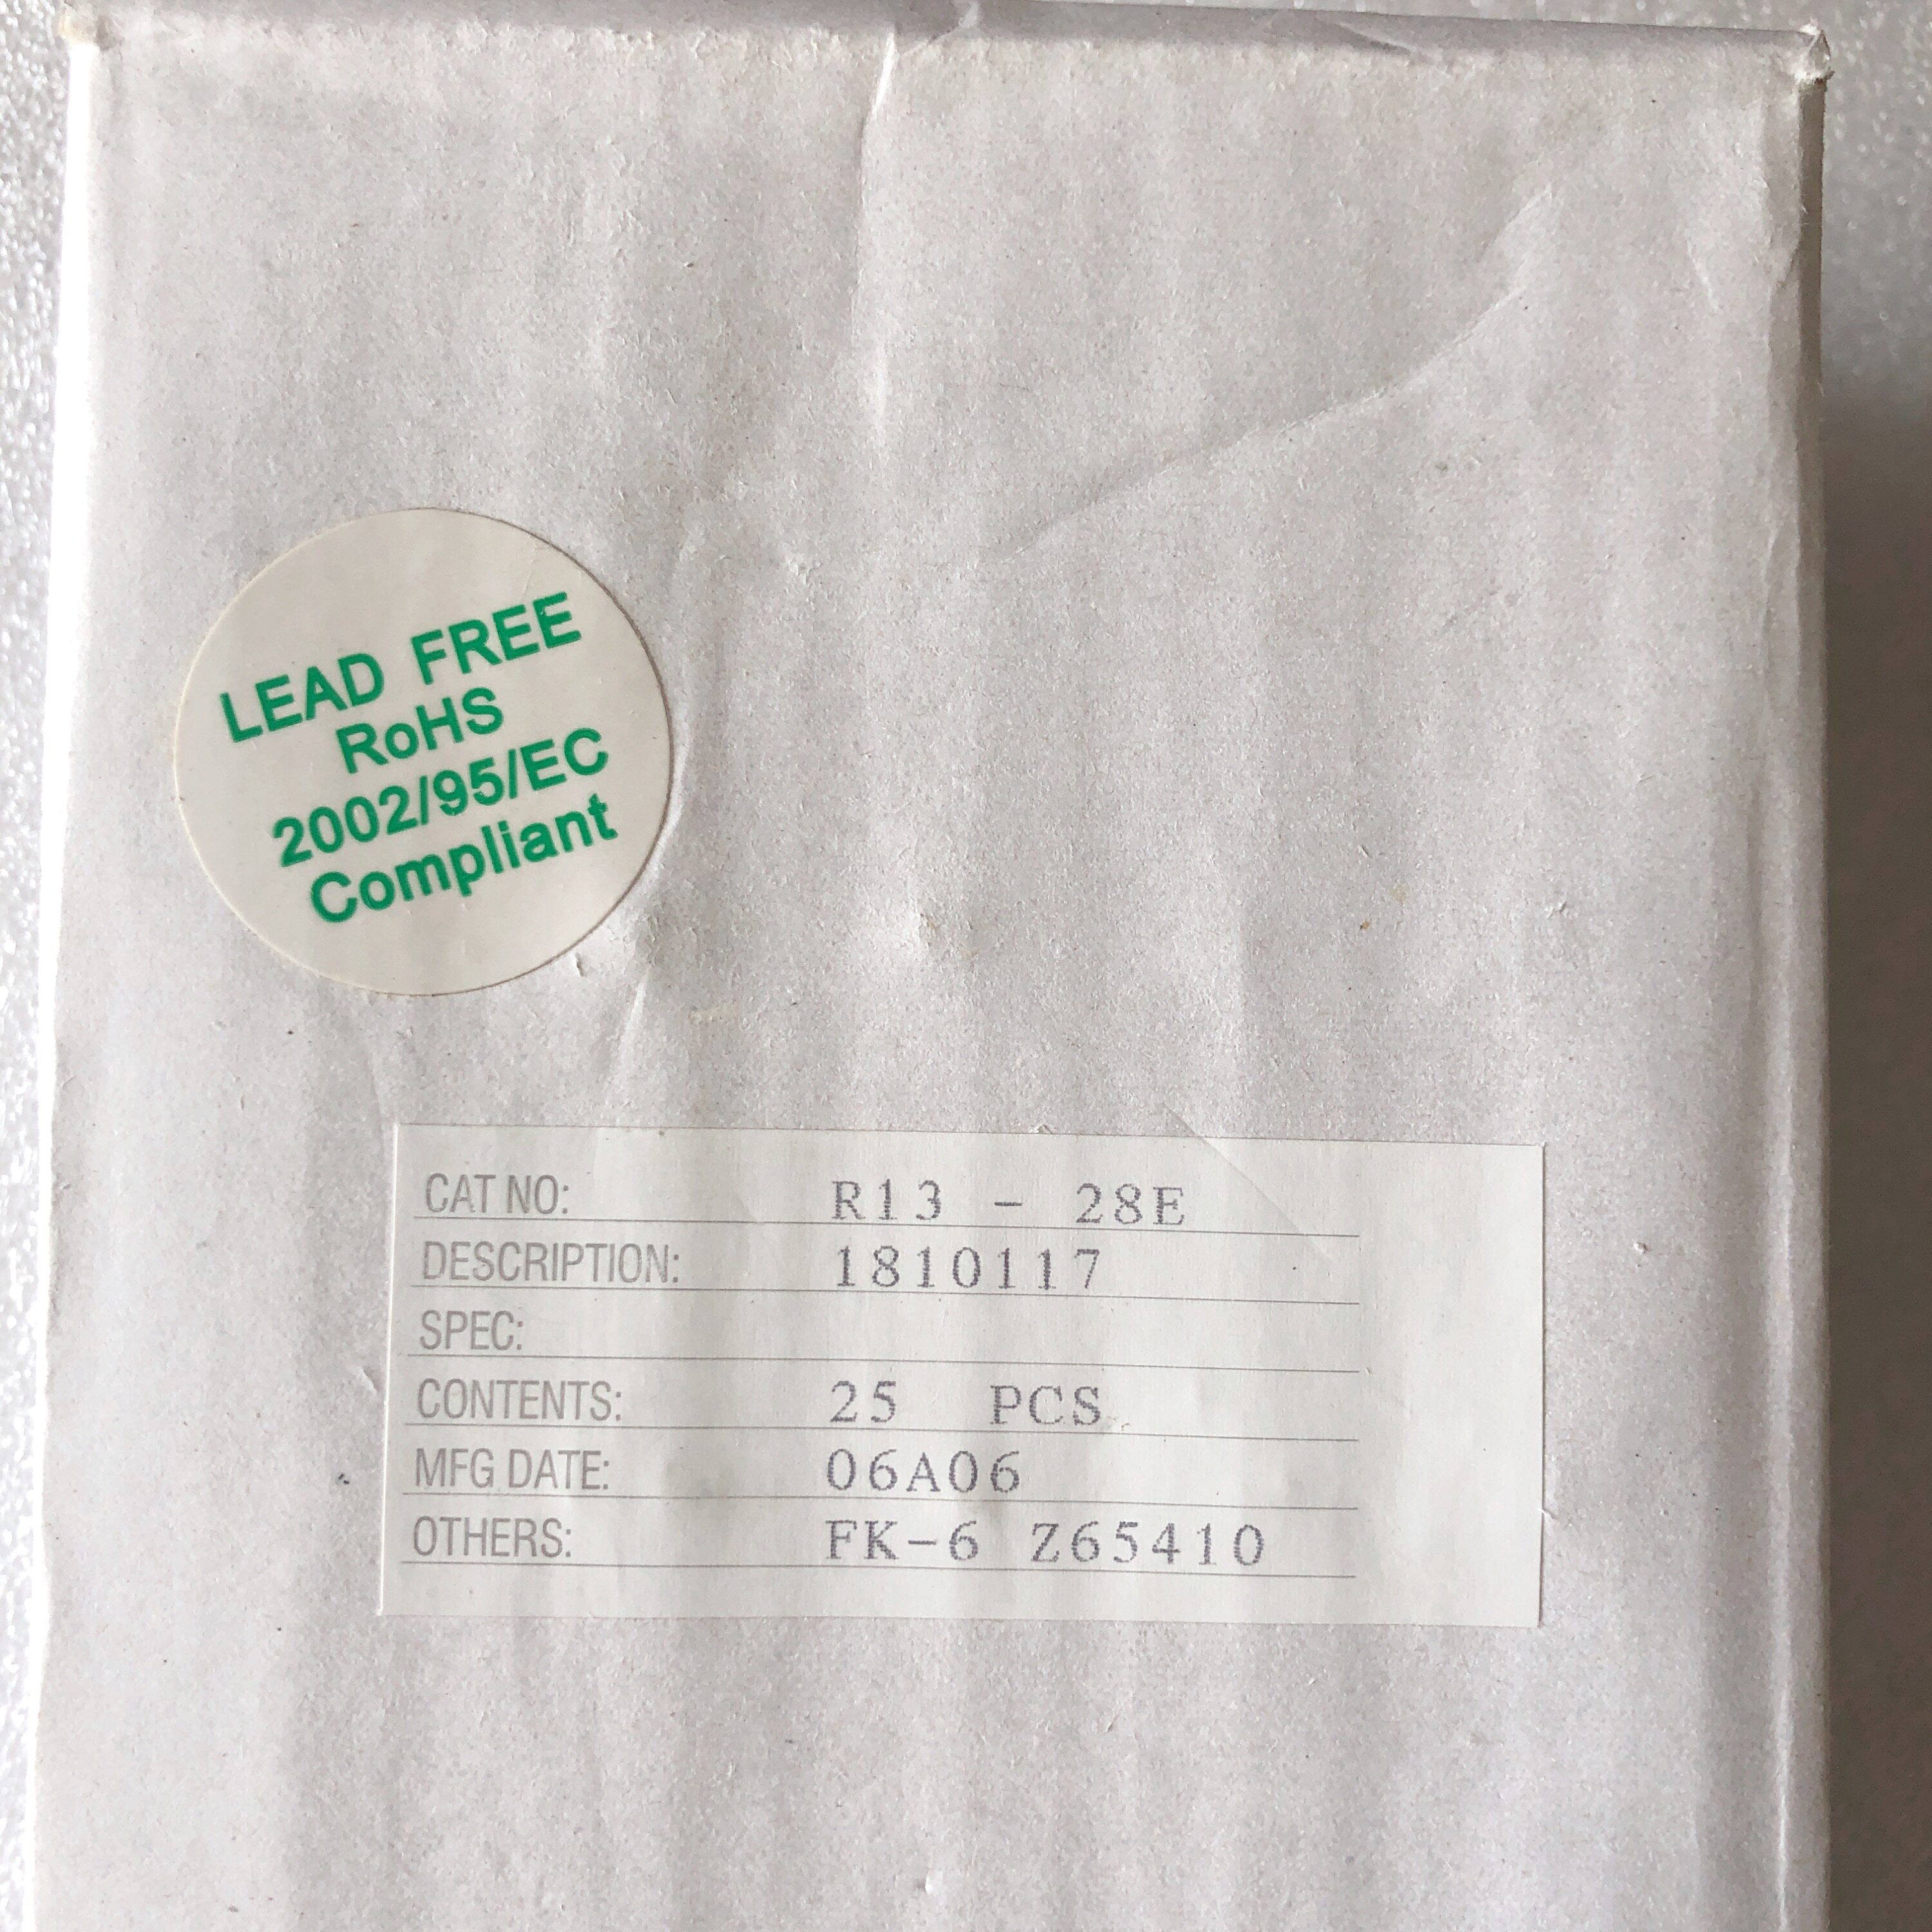 LEAD FREE
RoHS
2002/95/EC
Compliant
CAT NO: R13 - 28E
DESCRIPTION: 1810117
SPEC:
CONTENTS: 25 PCS
MFG DATE: 06A06
OTHERS: FK-6 Z65410